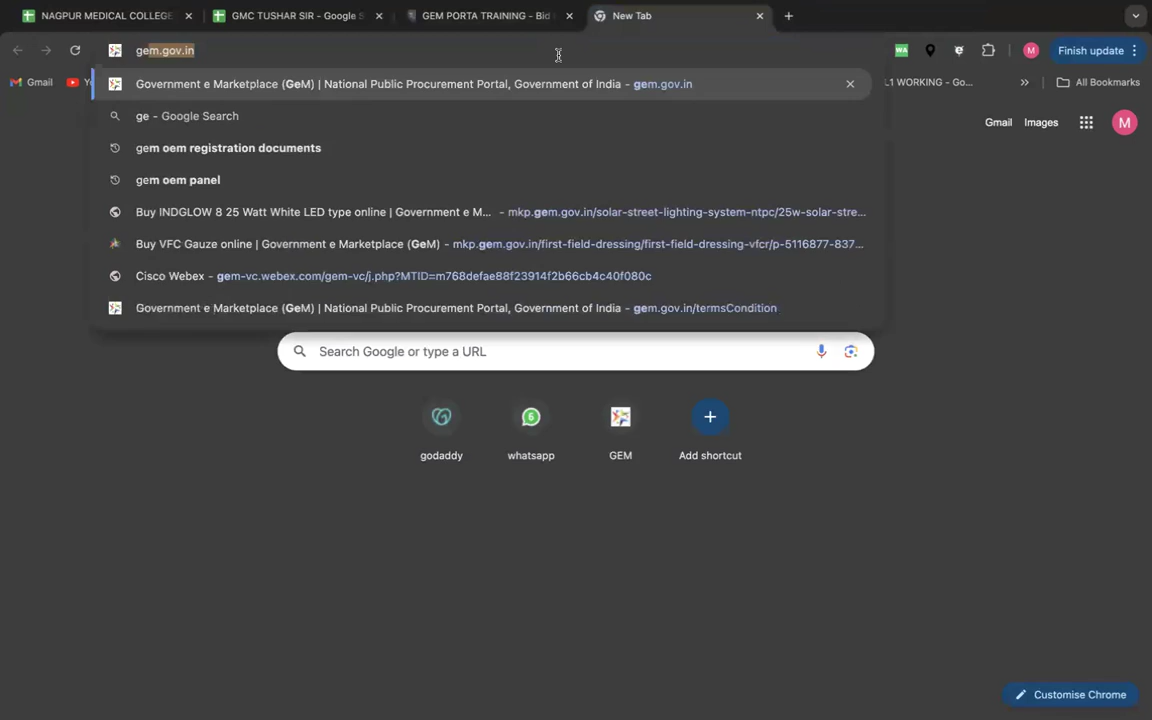 NAGPUR MEDICAL COLLEGE
GMC TUSHAR SIR - Google S
GEM PORTA TRAINING - Bid
New Tab
gem.gov.in
Finish update
Gmail
L1 WORKING - Go...
All Bookmarks
Government e Marketplace (GeM) | National Public Procurement Portal, Government of India - gem.gov.in
ge - Google Search
gem oem registration documents
gem oem panel
Buy INDGLOW 8 25 Watt White LED type online | Government e M... - mkp.gem.gov.in/solar-street-lighting-system-ntpc/25w-solar-stre...
Buy VFC Gauze online | Government e Marketplace (GeM) - mkp.gem.gov.in/first-field-dressing/first-field-dressing-vfcr/p-5116877-837...
Cisco Webex - gem-vc.webex.com/gem-vc/j.php?MTID=m768defae88f23914f2b66cb4c40f080c
Government e Marketplace (GeM) | National Public Procurement Portal, Government of India - gem.gov.in/termsCondition
Gmail Images M
Search Google or type a URL
godaddy whatsapp GEM Add shortcut
Customise Chrome